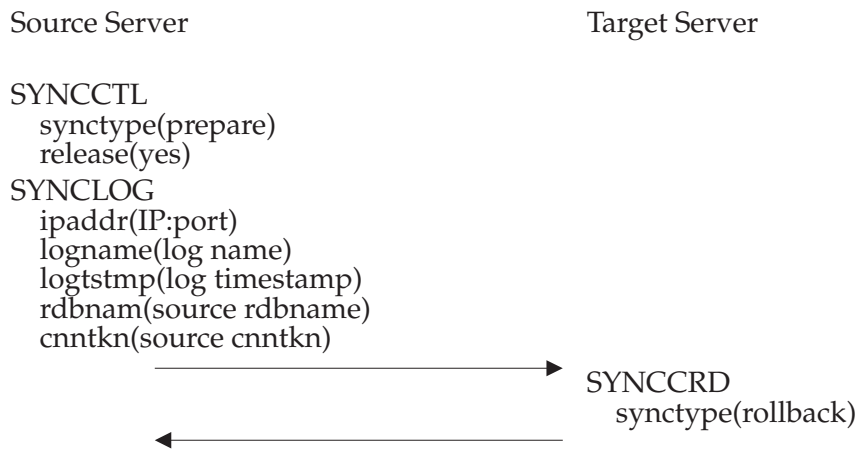 Source Server
Target Server
SYNCCTL
synctype(prepare)
release(yes)
SYNCLOG
ipaddr(IP:port)
logname(log name)
logtstmp(log timestamp)
rdbnam(source rdbname)
cnntkn(source cnntkn)
SYNCCRD
synctype(rollback)